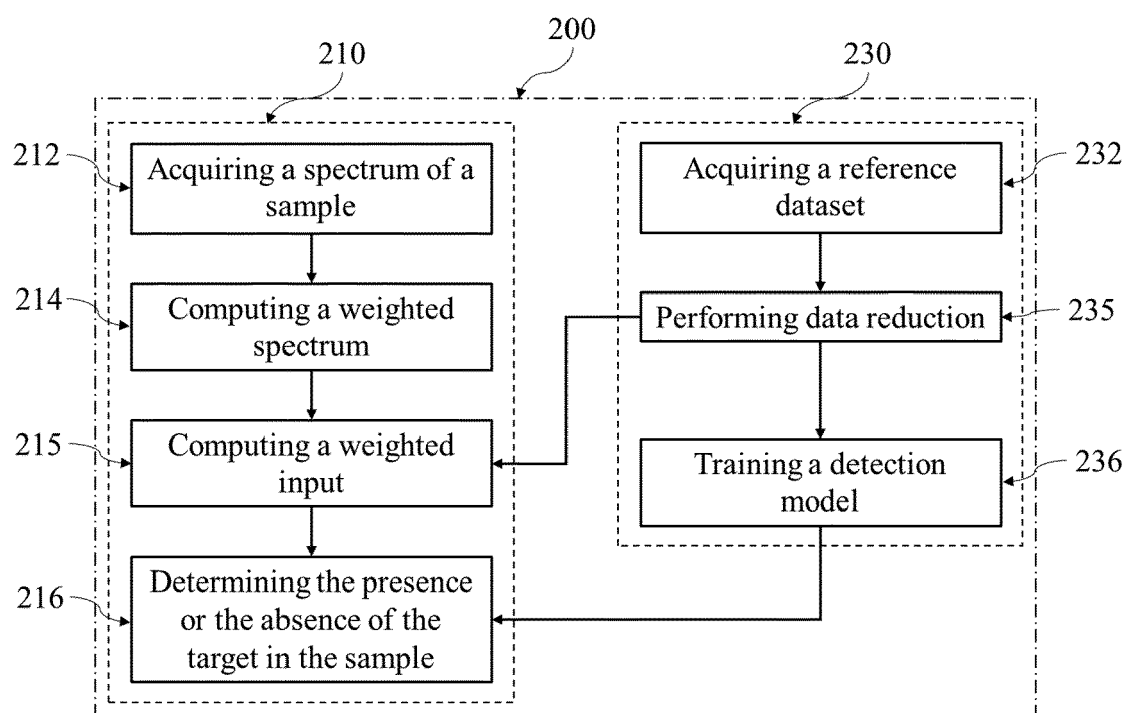 200
210
230
212
Acquiring a spectrum of a
sample
Acquiring a reference
dataset
232
214
Computing a weighted
spectrum
Performing data reduction
235
215
Computing a weighted
input
Training a detection
model
236
216
Determining the presence
or the absence of the
target in the sample